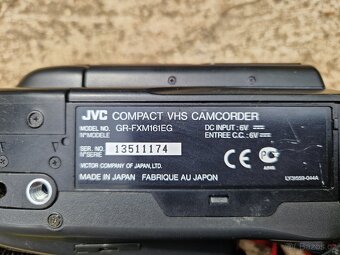 JVC COMPACT VHS CAMCORDER
MODEL NO. GR-FXM161EG
N°MODELE
DC INPUT : 6V
ENTREE C.C. : 6V
SER. NO. 13511174
N°SERIE
VICTOR COMPANY OF JAPAN, LTD.
MADE IN JAPAN FABRIQUE AU JAPON
CE